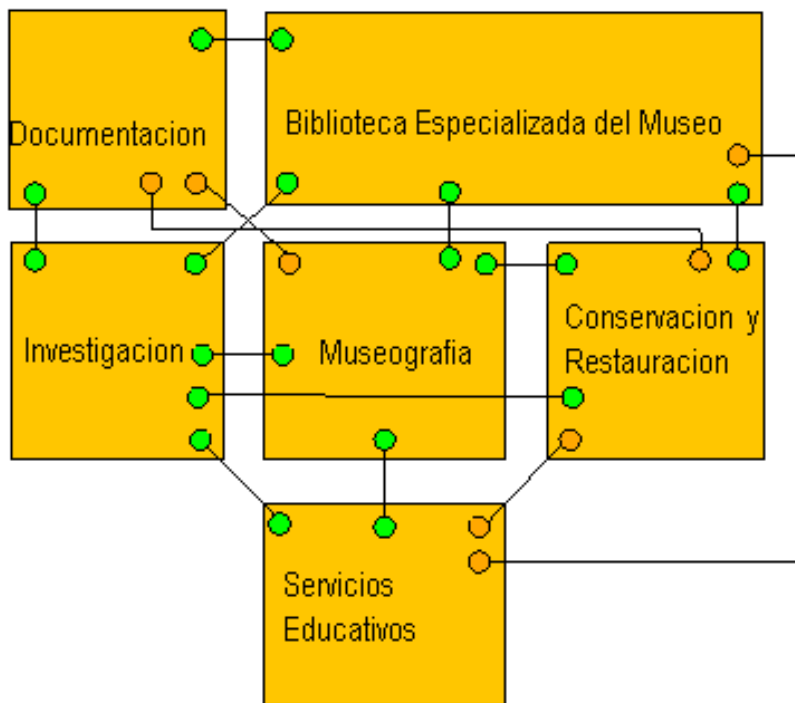 Documentacion
Biblioteca Especializada del Museo
Investigacion
Museografia
Conservacion y
Restauracion
Servicios
Educativos